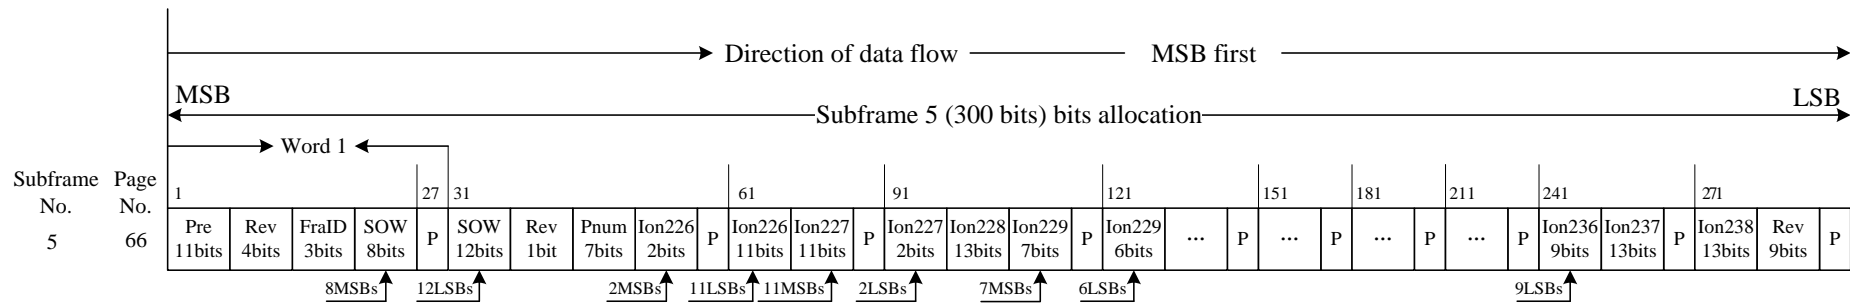 Direction of data flow MSB first
MSB LSB
Subframe 5 (300 bits) bits allocation
Word 1
Subframe Page
No. No.
1 27 31 61 91 121 151 181 211 241 271
Pre Rev FraID SOW P SOW Rev Pnum Ion226 P Ion226 Ion227 P Ion227 Ion228 Ion229 P Ion229 ... P ... P ... P ... P Ion236 Ion237 P Ion238 Rev P
5 66 11bits 4bits 3bits 8bits 12bits 1bit 7bits 2bits 11bits 11bits 2bits 13bits 7bits 6bits 9bits 13bits 13bits 9bits
8MSBs 12LSBs 2MSBs 11LSBs 11MSBs 2LSBs 7MSBs 6LSBs 9LSBs